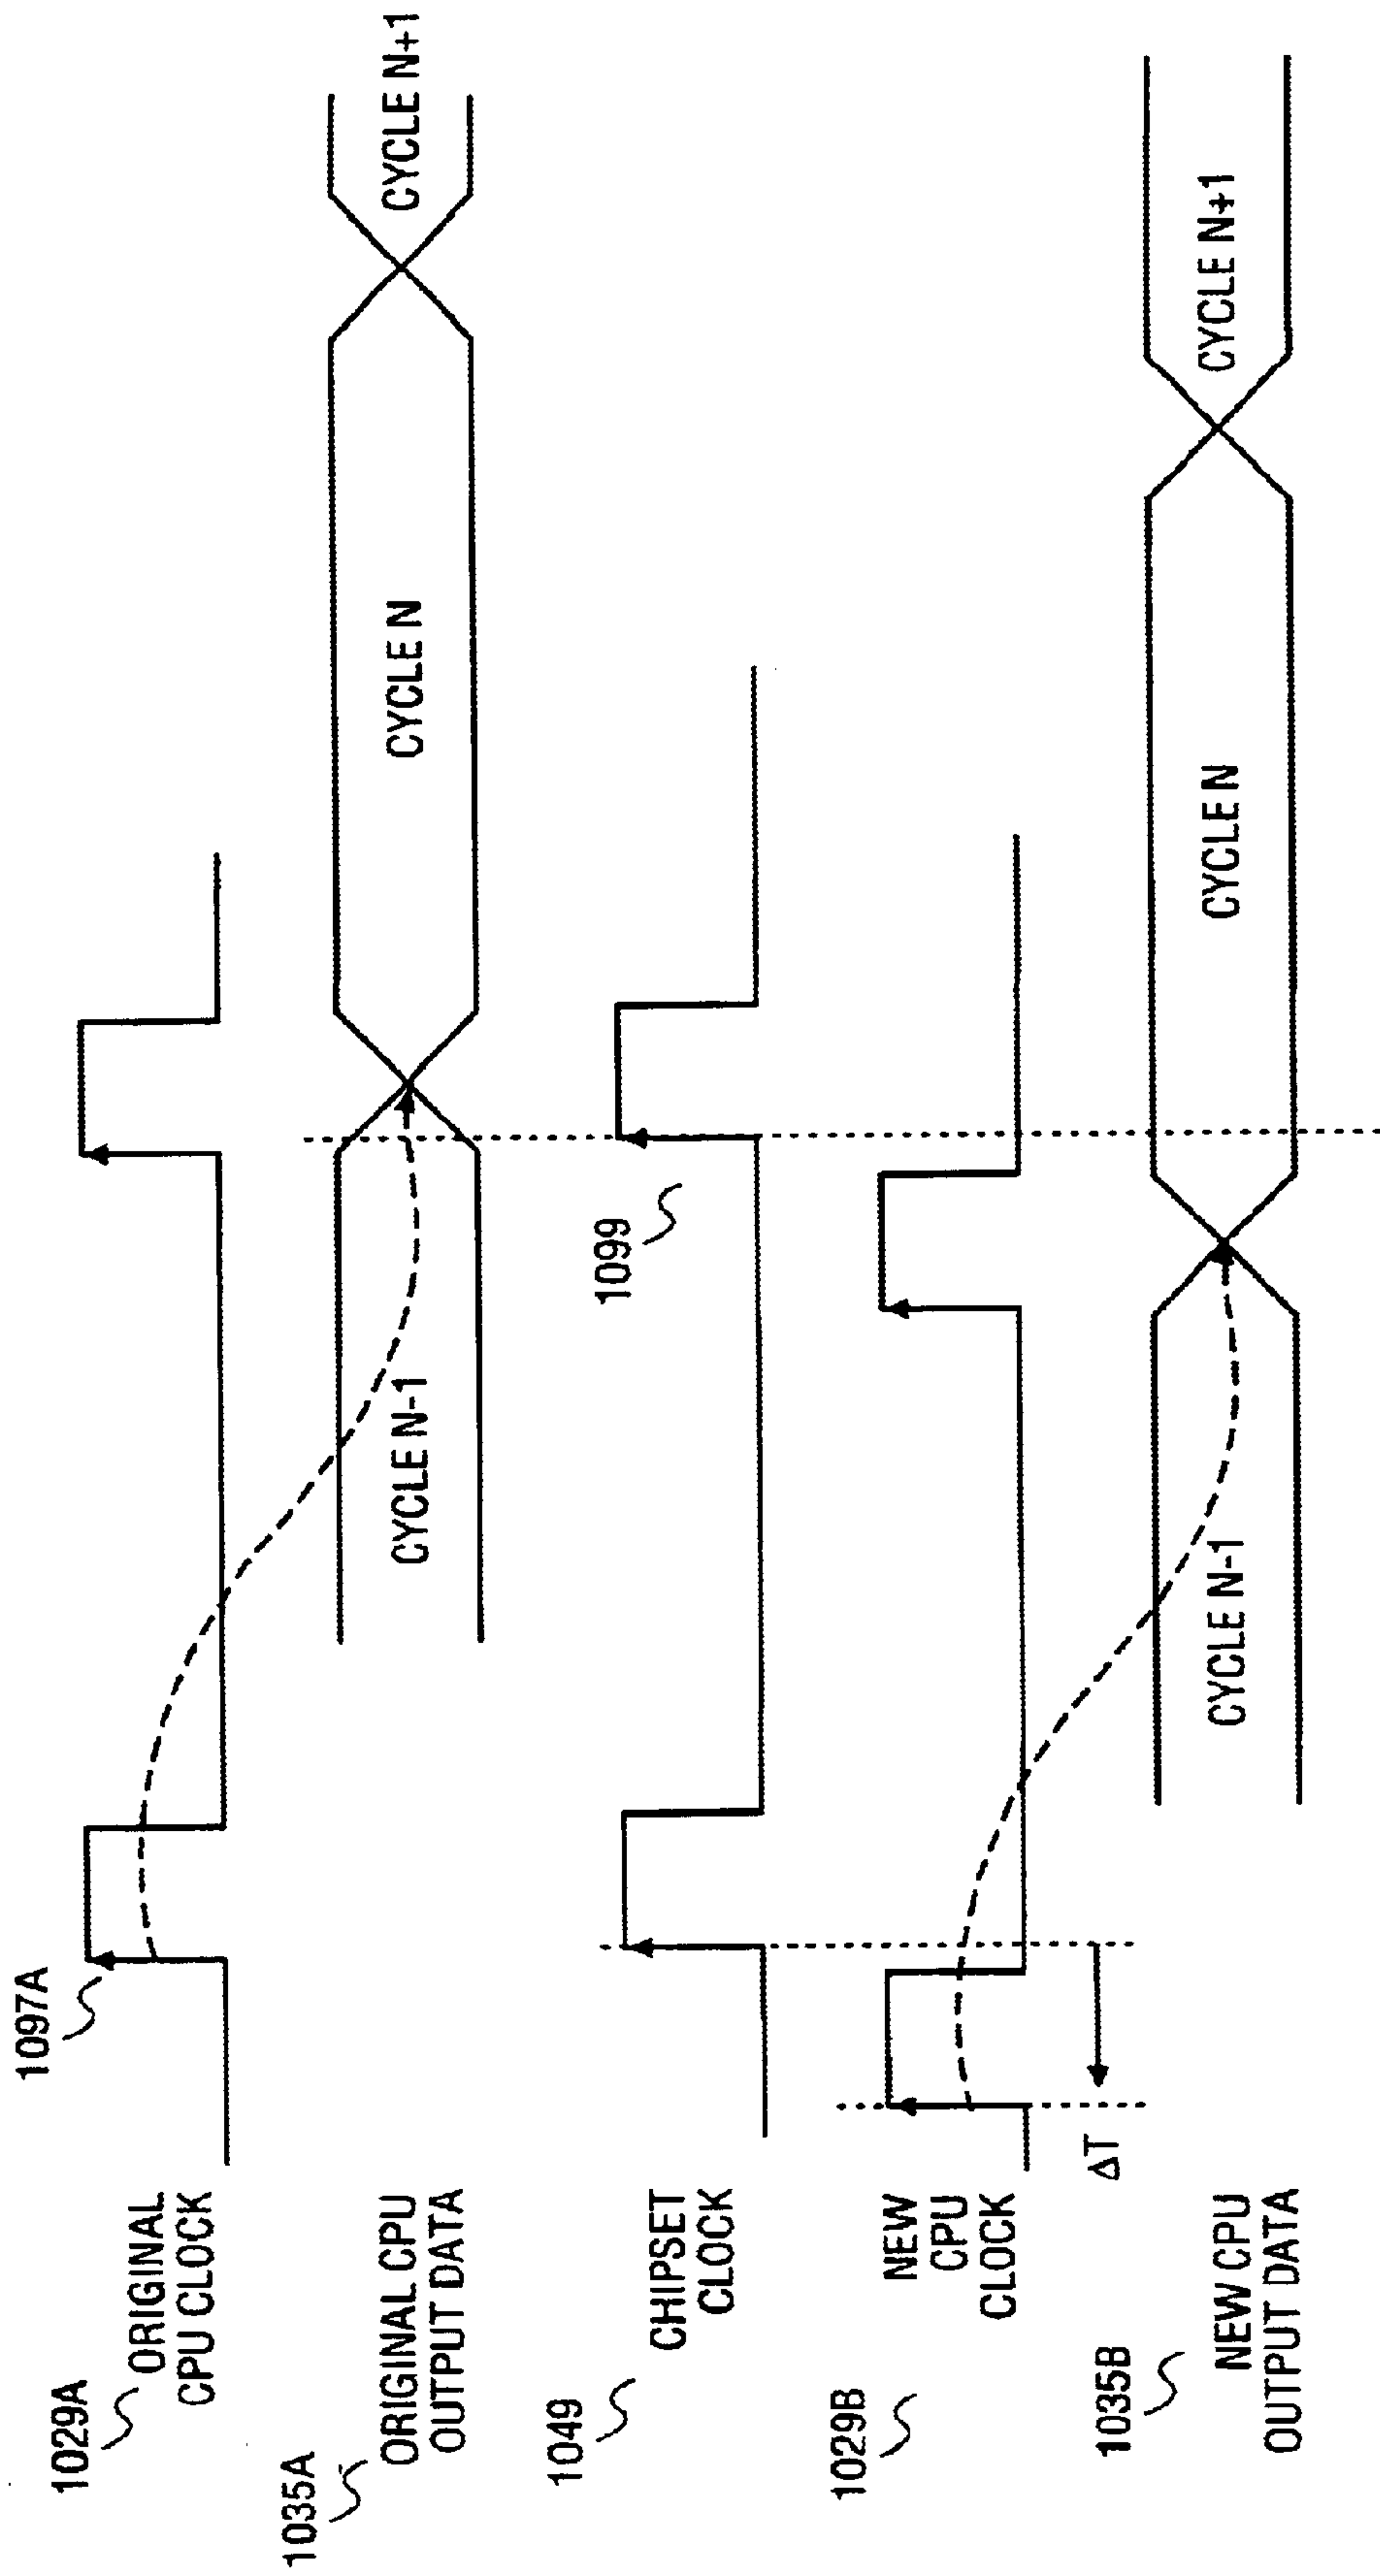 1029A
ORIGINAL
CPU CLOCK
1097A
1035A
ORIGINAL CPU
OUTPUT DATA
CYCLE N-1
CYCLE N
CYCLE N+1
1049
CHIPSET
CLOCK
1099
1029B
NEW
CPU
CLOCK
ΔT
1035B
NEW CPU
OUTPUT DATA
CYCLE N-1
CYCLE N
CYCLE N+1